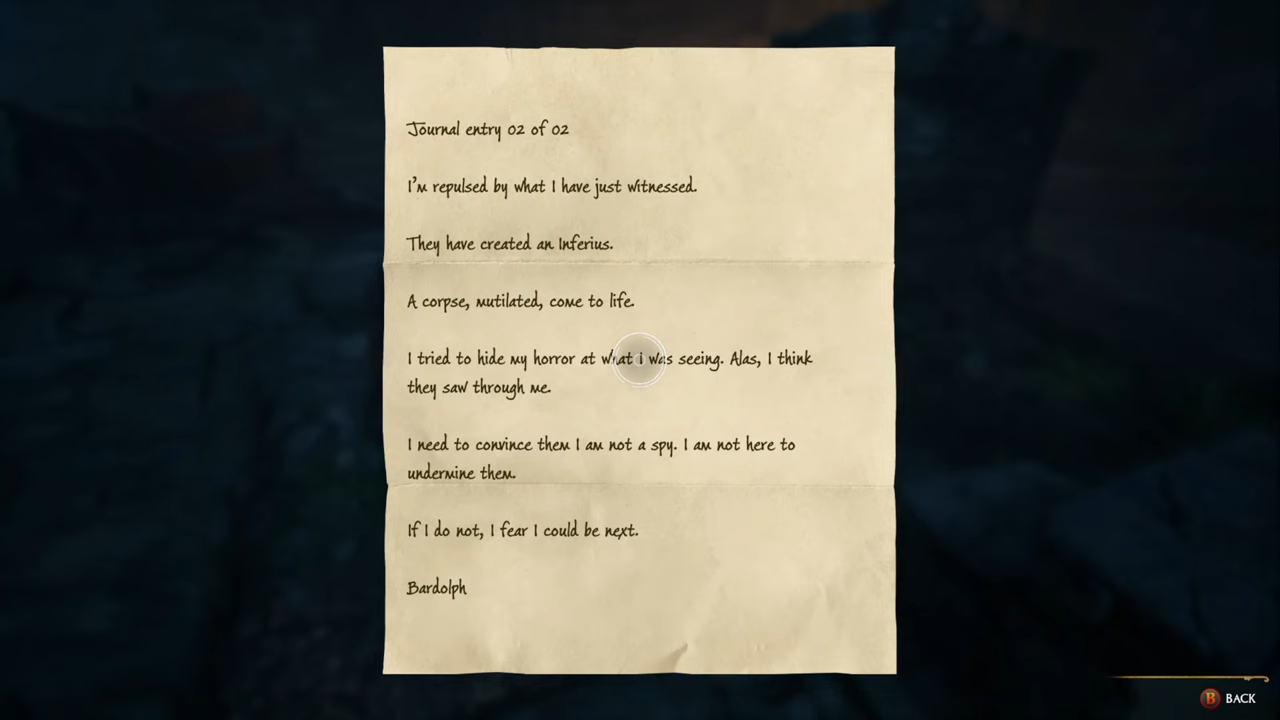 Journal entry 02 of 02
I'm repulsed by what I have just witnessed.
They have created an Inferius.
A corpse, mutilated, come to life.
I tried to hide my horror at what i was seeing. Alas, I think
they saw through me.
I need to convince them I am not a spy. I am not here to
undermine them.
If I do not, I fear I could be next.
Bardolph
B BACK